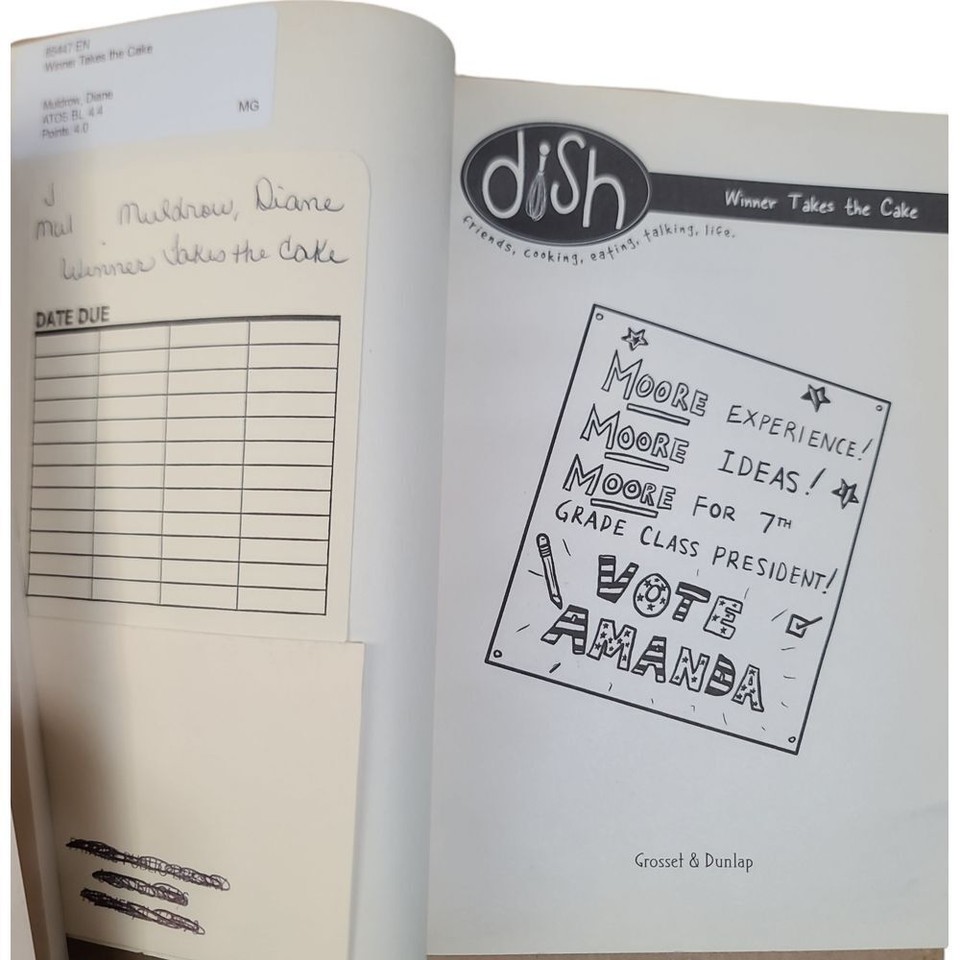 EN
Winner Takes the Cake
Muldrow, Diane
ATOS BL 4.4
Points: 4.0
MG
J
Mul
Muldrow, Diane
Winner Takes the Cake
DATE DUE
dish
Winner Takes the Cake
friends, cooking, eating, talking, life.
MOORE EXPERIENCE!
MOORE IDEAS!
MOORE FOR 7TH
GRADE CLASS PRESIDENT!
VOTE
AMANDA
Grosset & Dunlap